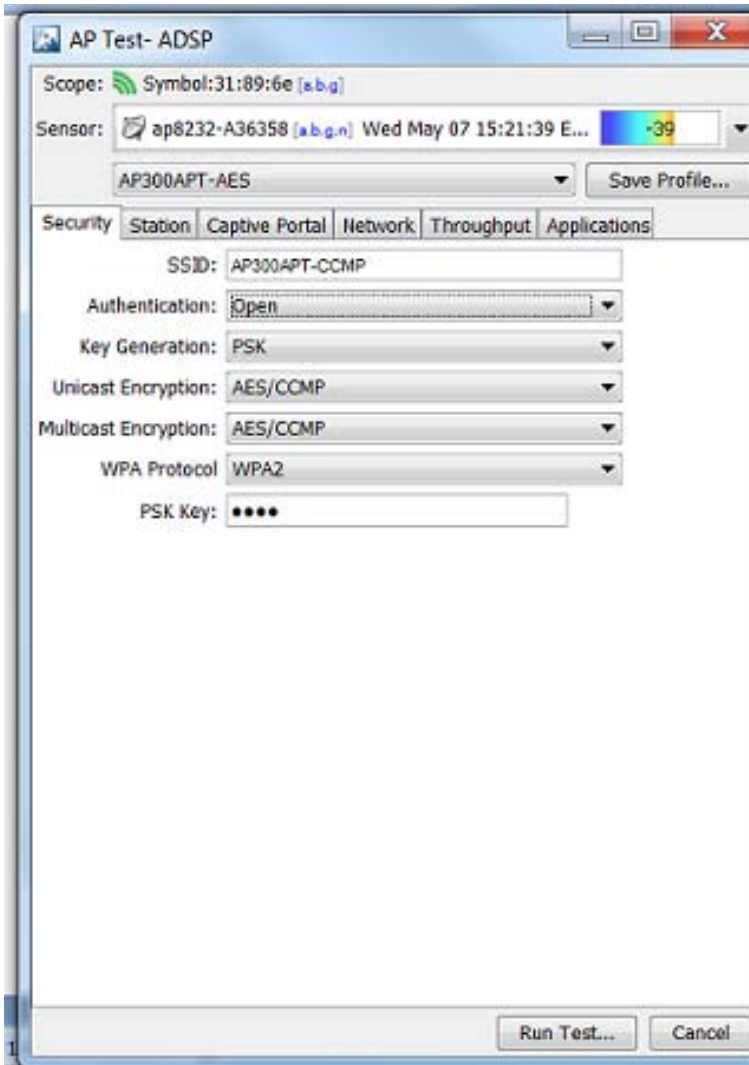 AP Test- ADSP
Scope: Symbol:31:89:6e [a,b,g]
Sensor: ap8232-A36358 [a,b,g,n] Wed May 07 15:21:39 E... -39
AP300APT-AES Save Profile...
Security Station Captive Portal Network Throughput Applications
SSID: AP300APT-CCMP
Authentication: Open
Key Generation: PSK
Unicast Encryption: AES/CCMP
Multicast Encryption: AES/CCMP
WPA Protocol WPA2
PSK Key: ●●●●
Run Test... Cancel
1